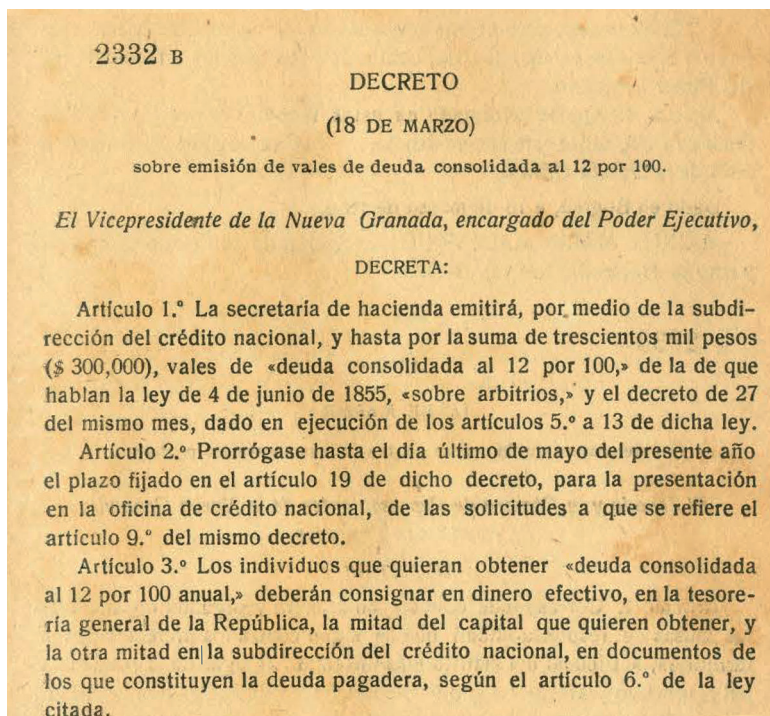 2332 B
DECRETO
(18 DE MARZO)
sobre emisión de vales de deuda consolidada al 12 por 100.
El Vicepresidente de la Nueva Granada, encargado del Poder Ejecutivo,
DECRETA:
Artículo 1.º La secretaría de hacienda emitirá, por medio de la subdi-
rección del crédito nacional, y hasta por la suma de trescientos mil pesos
($ 300,000), vales de «deuda consolidada al 12 por 100,» de la de que
hablan la ley de 4 de junio de 1855, «sobre arbitrios,» y el decreto de 27
del mismo mes, dado en ejecución de los artículos 5.º a 13 de dicha ley.
Artículo 2.º Prorrógase hasta el día último de mayo del presente año
el plazo fijado en el artículo 19 de dicho decreto, para la presentación
en la oficina de crédito nacional, de las solicitudes a que se refiere el
artículo 9.º del mismo decreto.
Artículo 3.º Los individuos que quieran obtener «deuda consolidada
al 12 por 100 anual,» deberán consignar en dinero efectivo, en la tesore-
ría general de la República, la mitad del capital que quieren obtener, y
la otra mitad en la subdirección del crédito nacional, en documentos de
los que constituyen la deuda pagadera, según el artículo 6.º de la ley
citada.